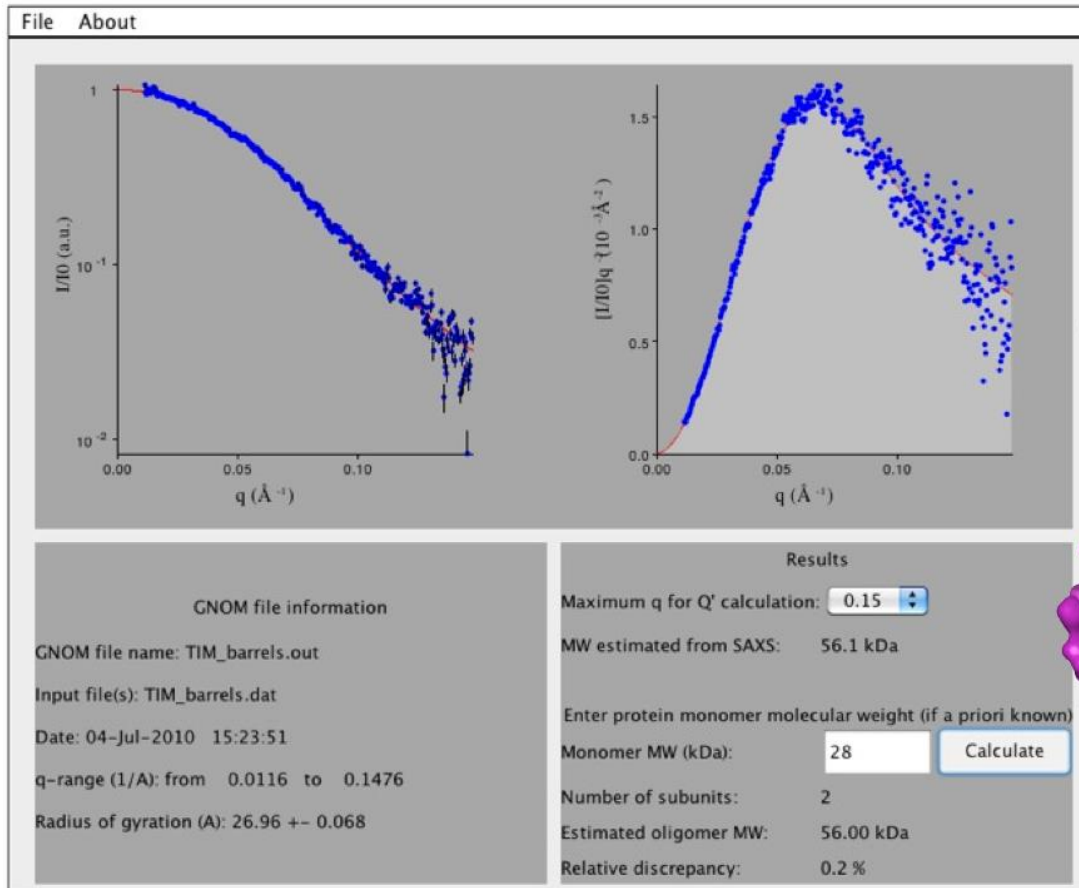 File About
1
10⁻¹
10⁻²
I/I0 (a.u.)
0.00 0.05 0.10
q (Å ⁻¹)
1.5
1.0
0.5
0.0
[I/I0]q ²(10 ⁻³Å⁻²)
0.00 0.05 0.10
q (Å ⁻¹)
GNOM file information
GNOM file name: TIM_barrels.out
Input file(s): TIM_barrels.dat
Date: 04-Jul-2010 15:23:51
q-range (1/A): from 0.0116 to 0.1476
Radius of gyration (A): 26.96 +- 0.068
Results
Maximum q for Q' calculation: 0.15
MW estimated from SAXS: 56.1 kDa
Enter protein monomer molecular weight (if a priori known)
Monomer MW (kDa): 28 Calculate
Number of subunits: 2
Estimated oligomer MW: 56.00 kDa
Relative discrepancy: 0.2 %